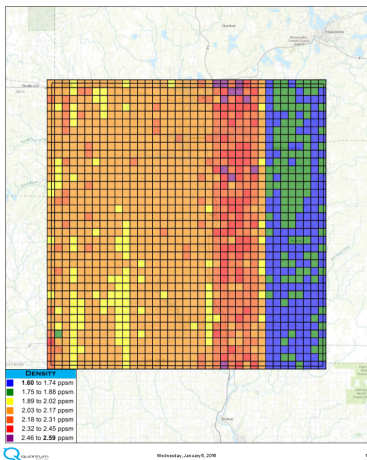 DENSITY
1.60 to 1.74 ppsm
1.75 to 1.88 ppsm
1.89 to 2.02 ppsm
2.03 to 2.17 ppsm
2.18 to 2.31 ppsm
2.32 to 2.45 ppsm
2.46 to 2.59 ppsm
quantum
Wednesday, January 6, 2016
1